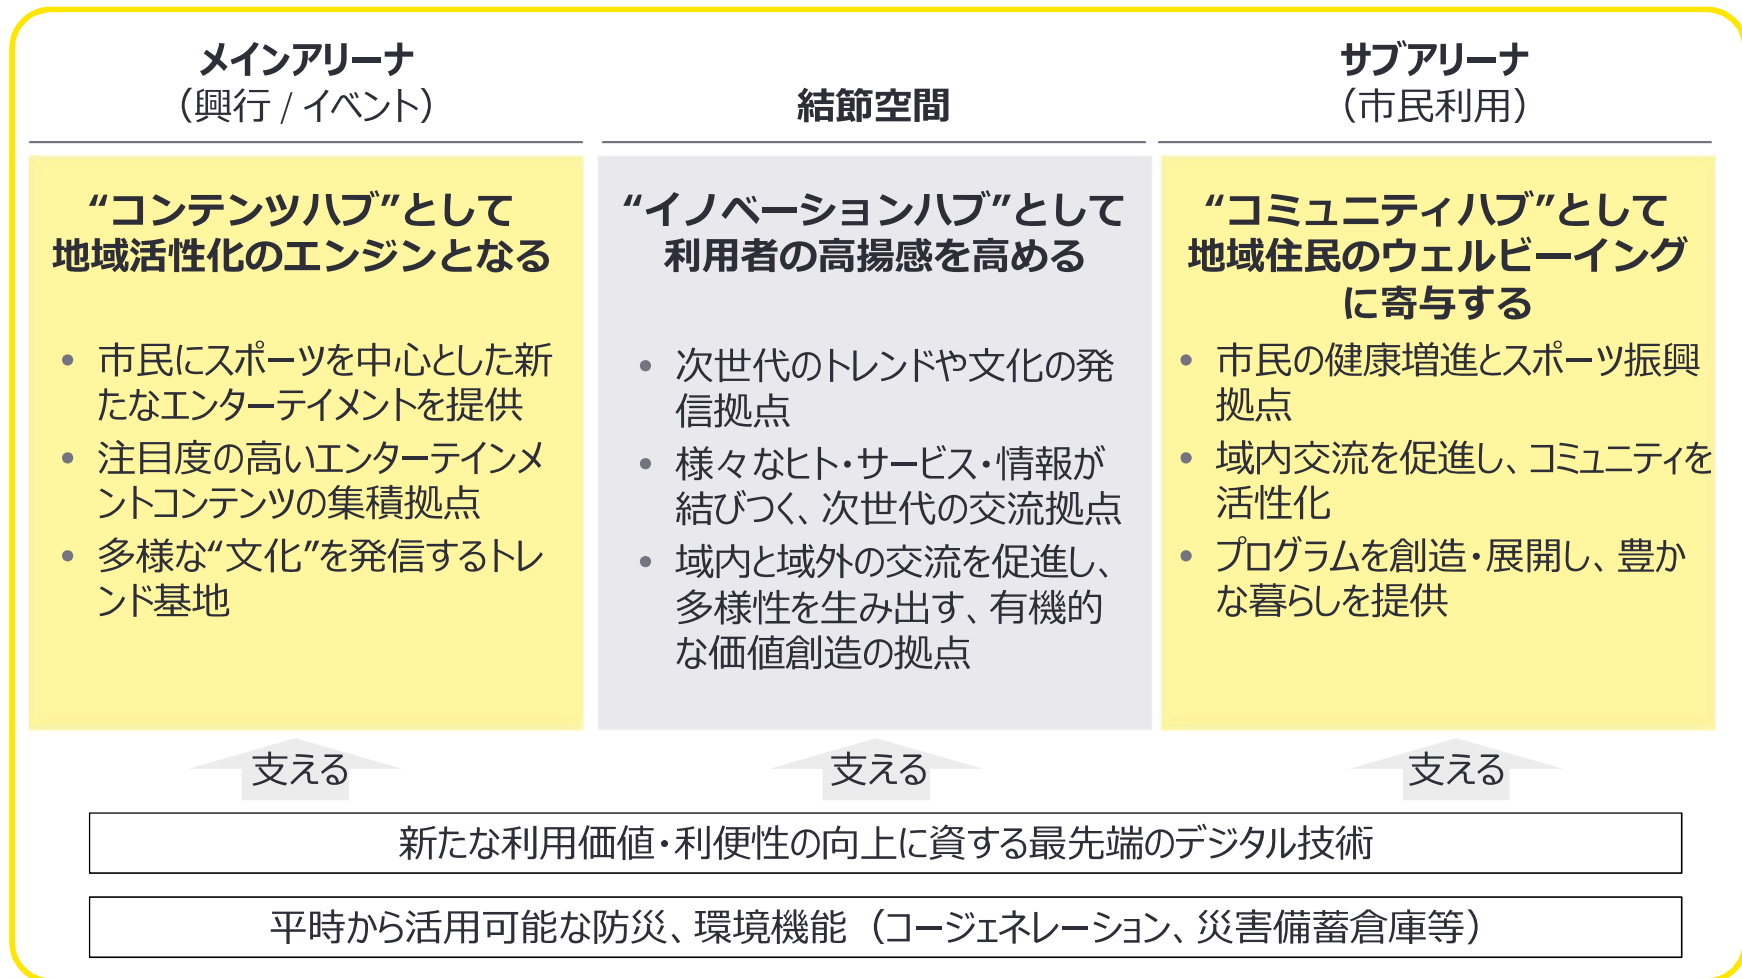 メインアリーナ
（興行 / イベント）
“コンテンツハブ”として
地域活性化のエンジンとなる
• 市民にスポーツを中心とした新
たなエンターテイメントを提供
• 注目度の高いエンターテインメ
ントコンテンツの集積拠点
• 多様な“文化”を発信するトレ
ンド基地
結節空間
“イノベーションハブ”として
利用者の高揚感を高める
• 次世代のトレンドや文化の発
信拠点
• 様々なヒト・サービス・情報が
結びつく、次世代の交流拠点
• 域内と域外の交流を促進し、
多様性を生み出す、有機的
な価値創造の拠点
サブアリーナ
（市民利用）
“コミュニティハブ”として
地域住民のウェルビーイング
に寄与する
• 市民の健康増進とスポーツ振興
拠点
• 域内交流を促進し、コミュニティを
活性化
• プログラムを創造・展開し、豊か
な暮らしを提供
支える
支える
支える
新たな利用価値・利便性の向上に資する最先端のデジタル技術
平時から活用可能な防災、環境機能（コージェネレーション、災害備蓄倉庫等）